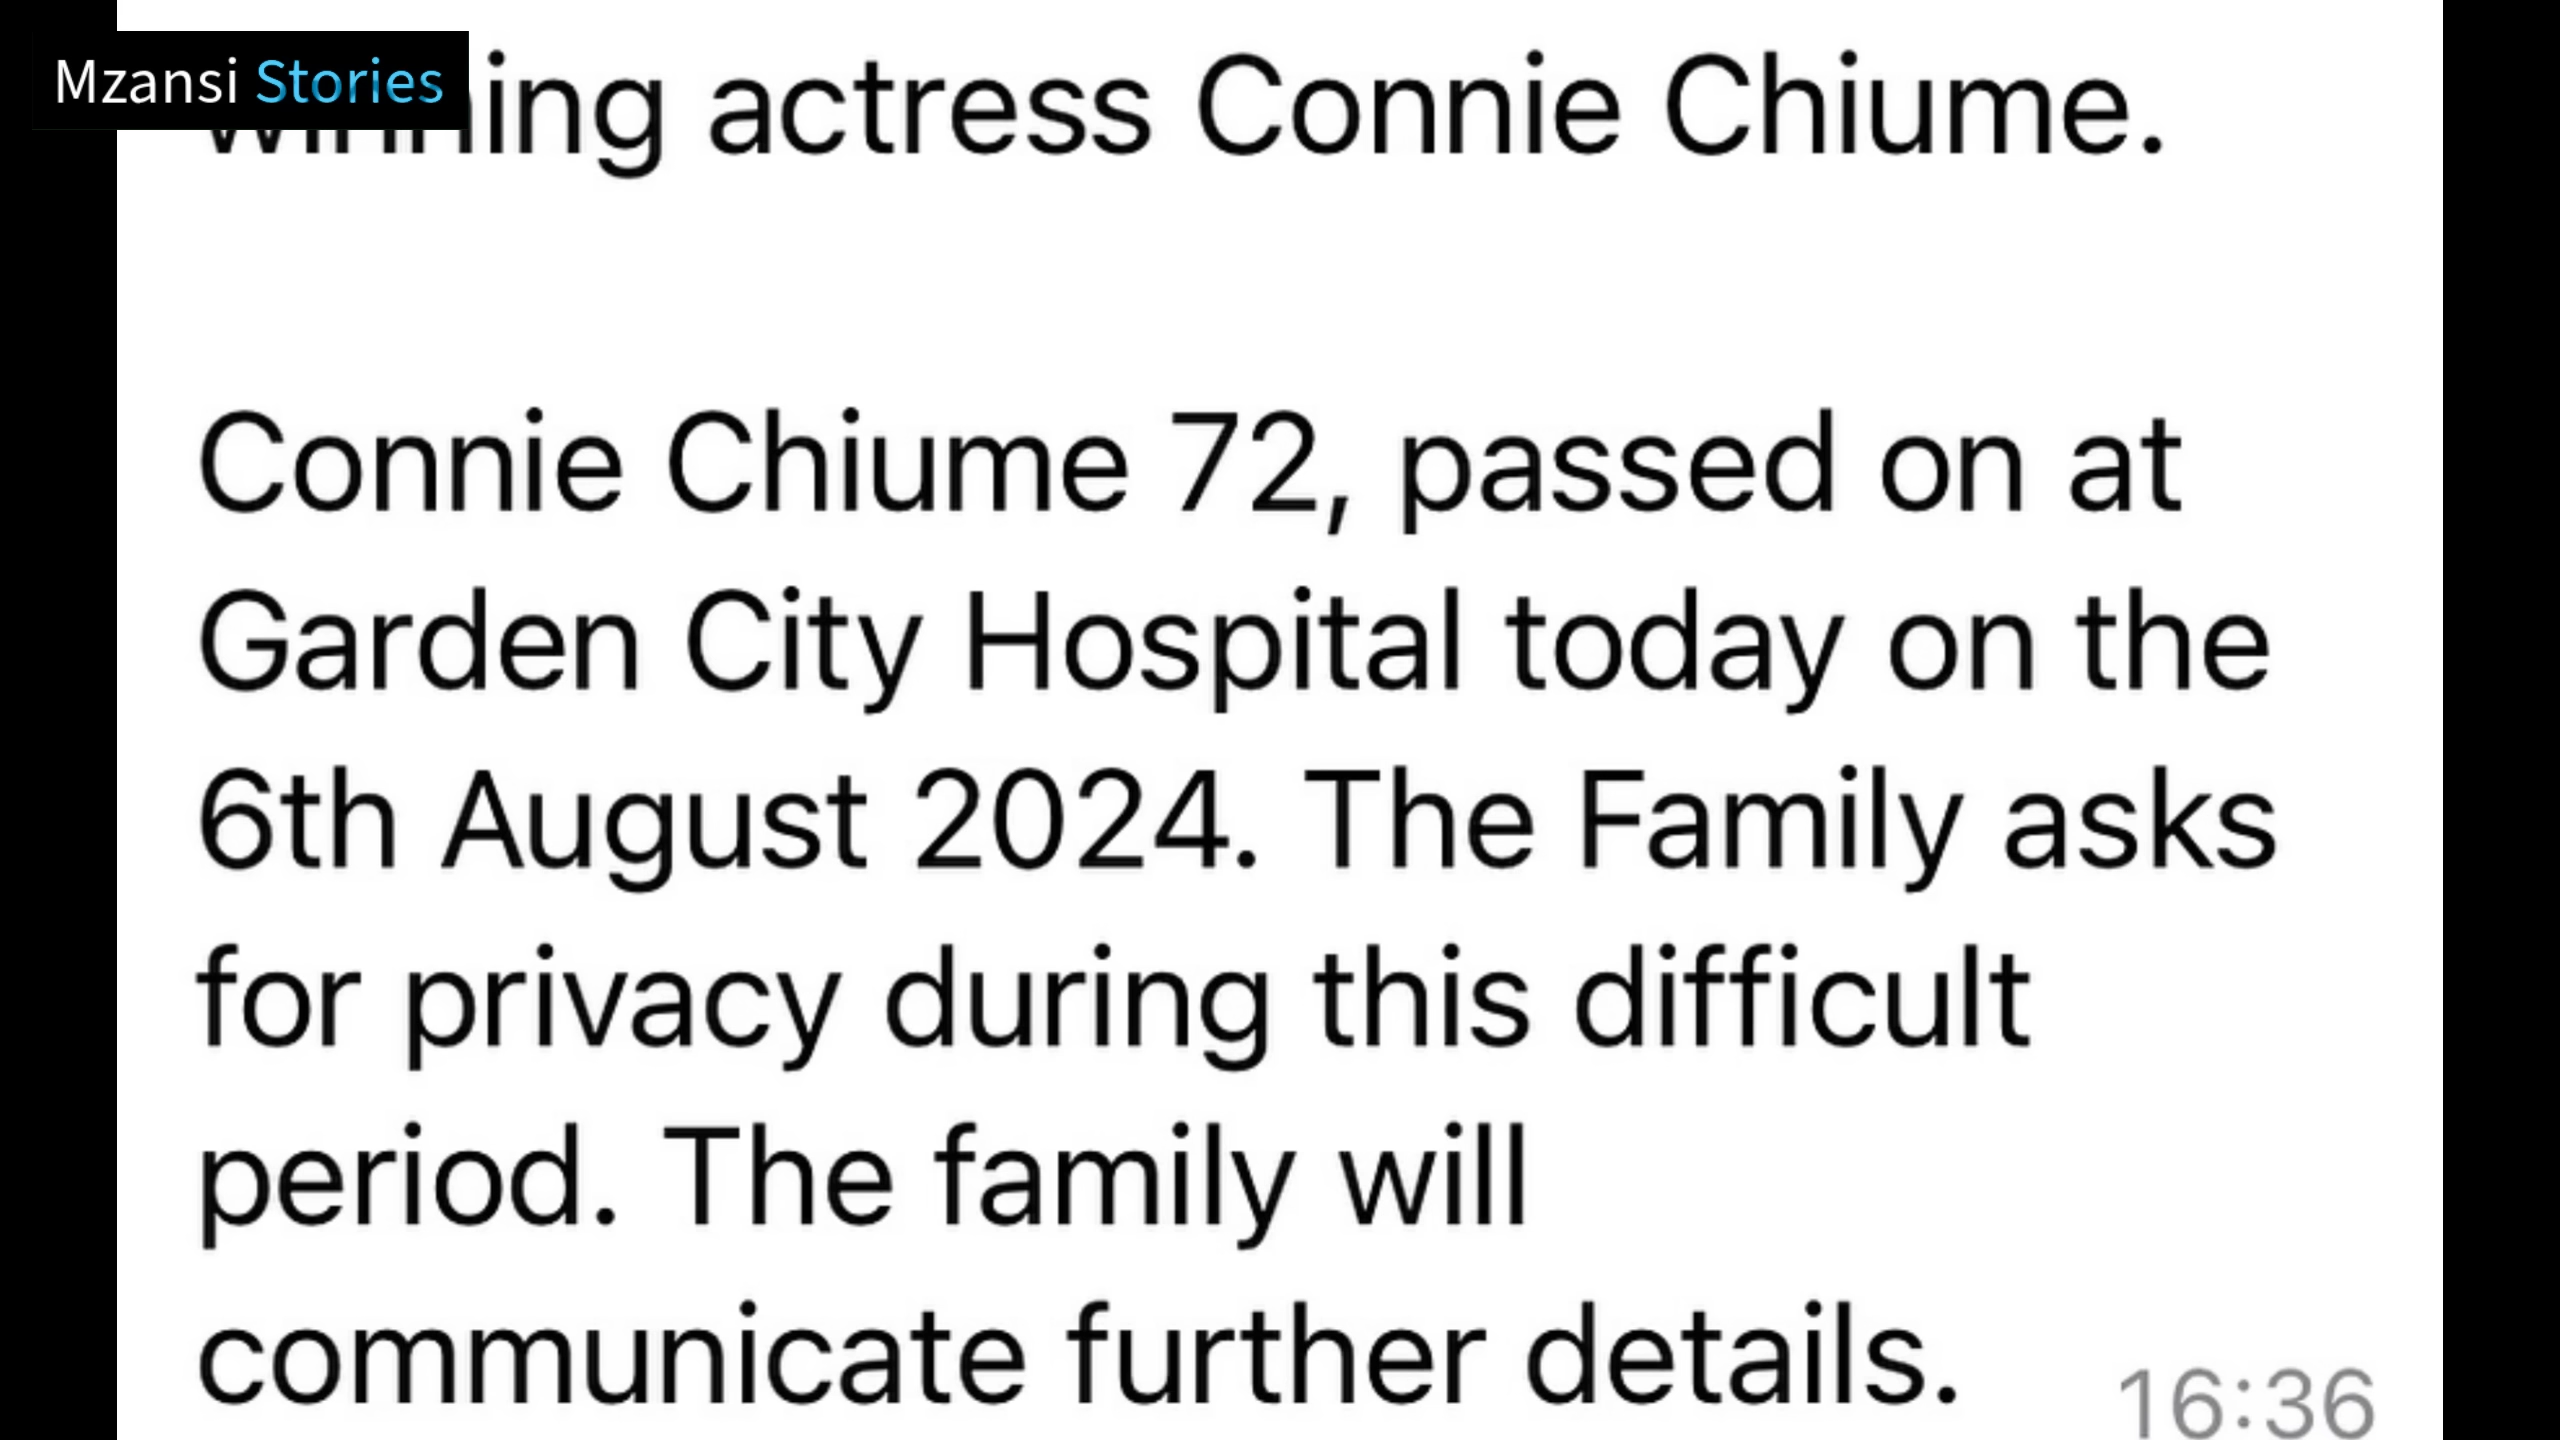 Mzansi Stories
winning actress Connie Chiume.
Connie Chiume 72, passed on at
Garden City Hospital today on the
6th August 2024. The Family asks
for privacy during this difficult
period. The family will
communicate further details.
16:36